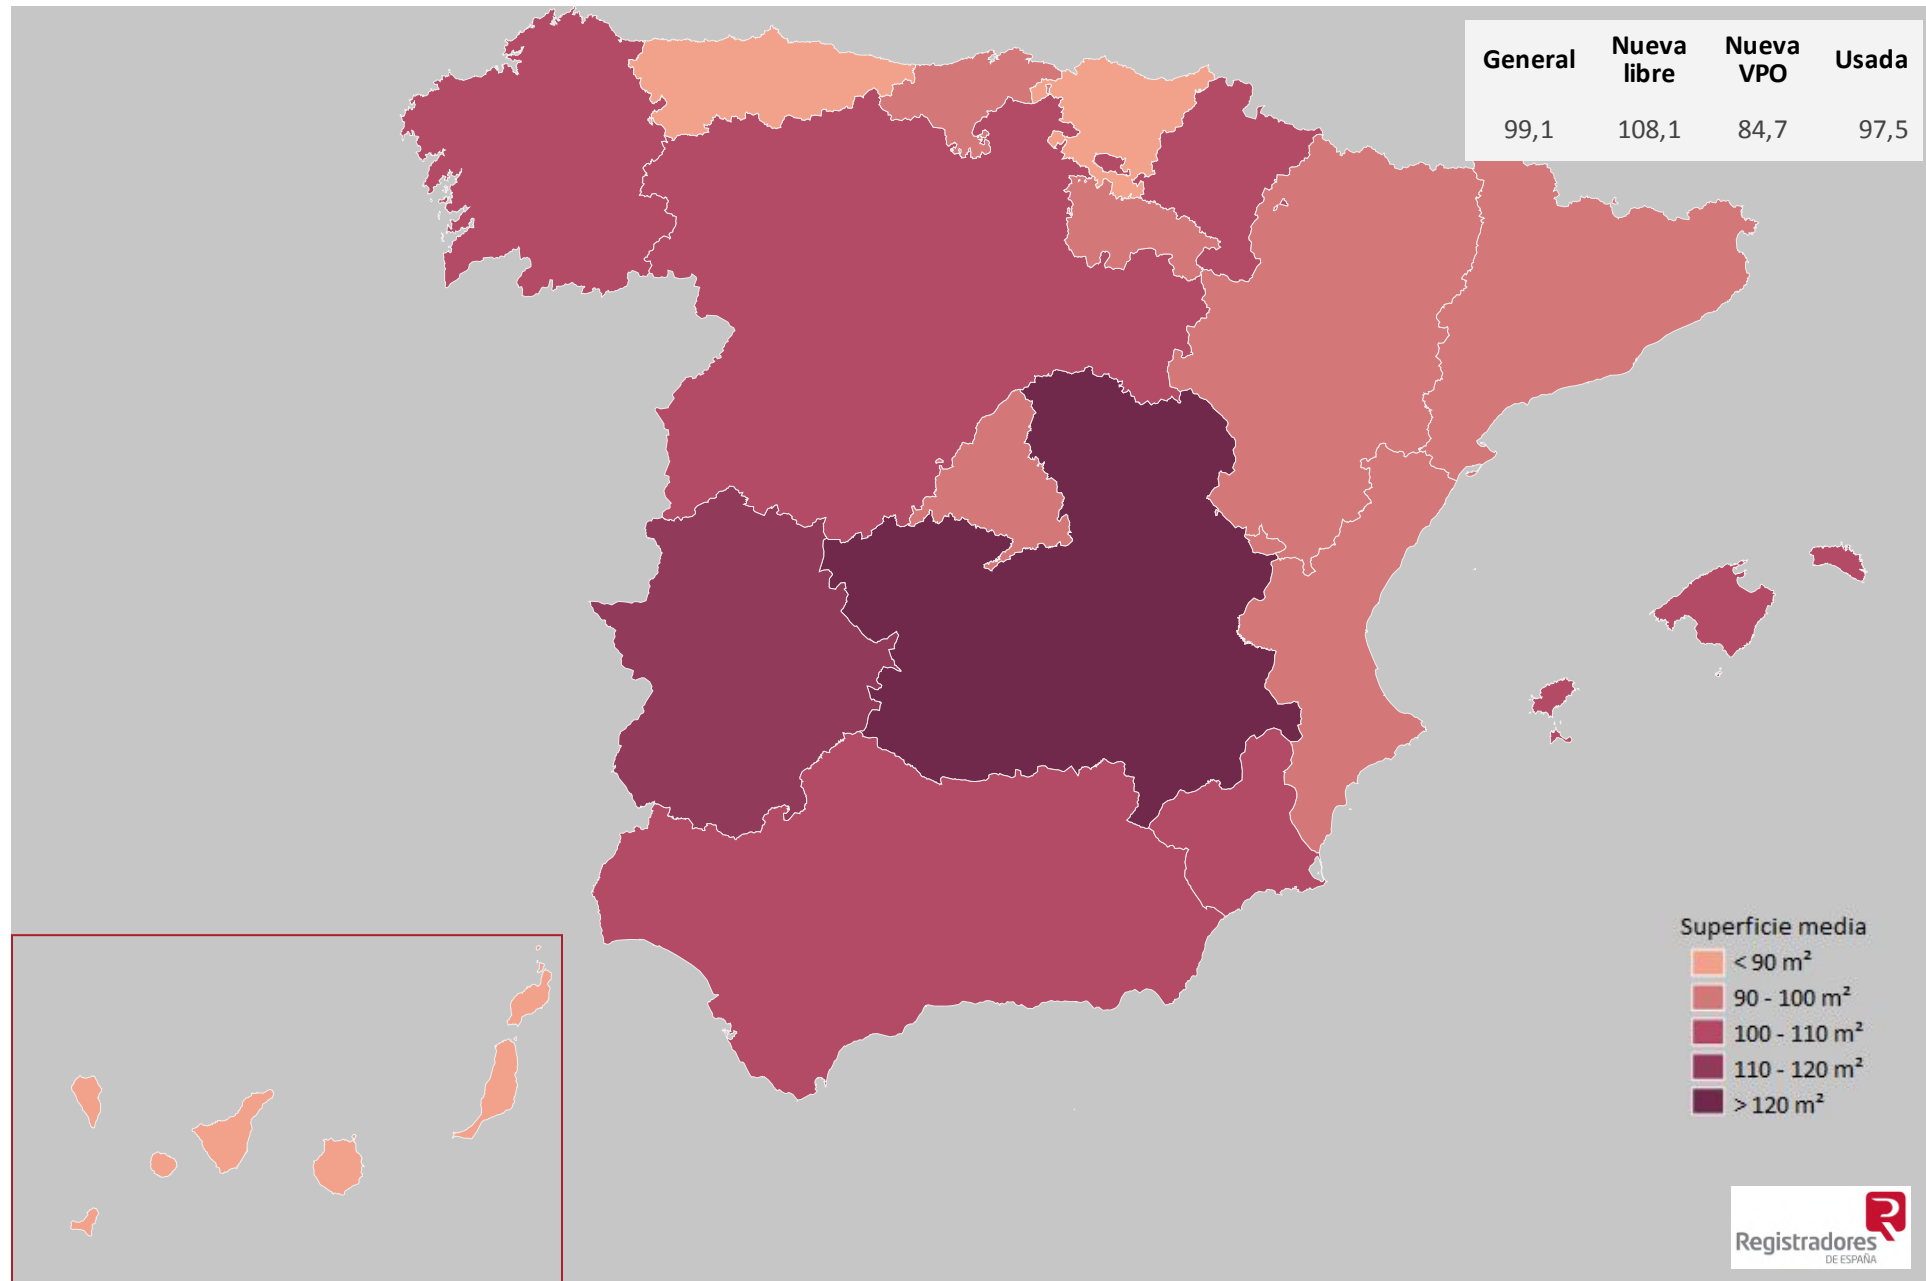 General Nueva libre Nueva VPO Usada
99,1 108,1 84,7 97,5
Superficie media
< 90 m²
90 - 100 m²
100 - 110 m²
110 - 120 m²
> 120 m²
Registradores
DE ESPAÑA